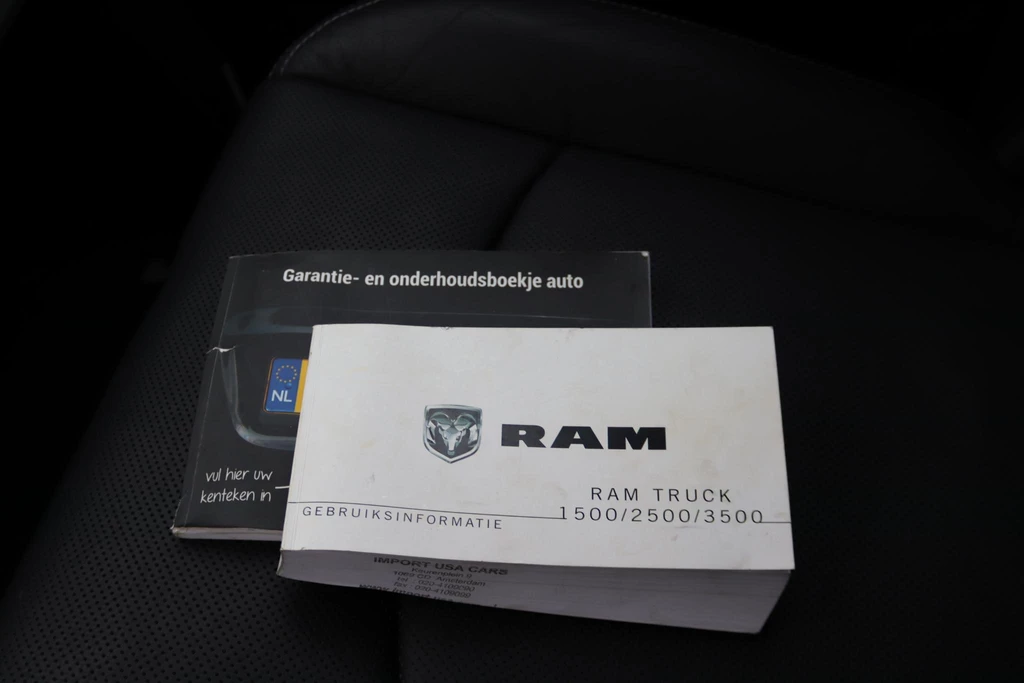 Garantie- en onderhoudsboekje auto
NL
vul hier uw
kenteken in
RAM
RAM TRUCK
1500/2500/3500
GEBRUIKSINFORMATIE
IMPORT USA CARS
Amsterdam